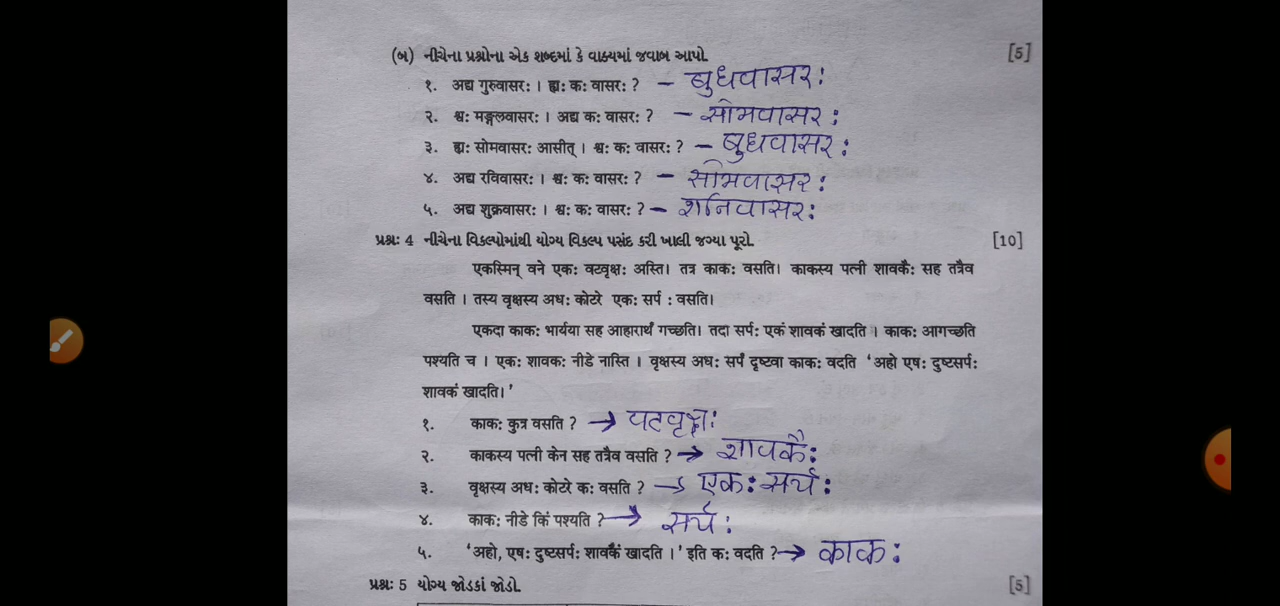 (બ) નીચેના પ્રશ્નોના એક શબ્દમાં કે વાક્યમાં જવાબ આપો. [5]
१. अद्य गुरुवासरः । ह्यः कः वासरः ? – बुधवासरः
२. श्वः मङ्गलवासरः । अद्य कः वासरः ? – सोमवासरः
३. ह्यः सोमवासरः आसीत् । श्वः कः वासरः ? – बुधवासरः
४. अद्य रविवासरः । श्वः कः वासरः ? – सोमवासरः
५. अद्य शुक्रवासरः । श्वः कः वासरः ? – शनिवासरः
પ્રશ્નઃ 4 નીચેના વિકલ્પોમાંથી યોગ્ય વિકલ્પ પસંદ કરી ખાલી જગ્યા પૂરો. [10]
एकस्मिन् वने एकः वटवृक्षः अस्ति। तत्र काकः वसति। काकस्य पत्नी शावकैः सह तत्रैव
वसति । तस्य वृक्षस्य अधः कोटरे एकः सर्प : वसति।
एकदा काकः भार्यया सह आहारार्थं गच्छति। तदा सर्पः एकं शावकं खादति । काकः आगच्छति
पश्यति च । एकः शावकः नीडे नास्ति । वृक्षस्य अधः सर्पं दृष्ट्वा काकः वदति 'अहो एषः दुष्टसर्पः
शावकं खादति।'
१. काकः कुत्र वसति ? → वटवृक्षः
२. काकस्य पत्नी केन सह तत्रैव वसति ? → शावकैः
३. वृक्षस्य अधः कोटरे कः वसति ? → एकः सर्पः
४. काकः नीडे किं पश्यति ? → सर्पः
५. 'अहो, एषः दुष्टसर्पः शावकं खादति ।' इति कः वदति ? → काकः
પ્રશ્નઃ 5 યોગ્ય જોડકાં જોડો. [5]